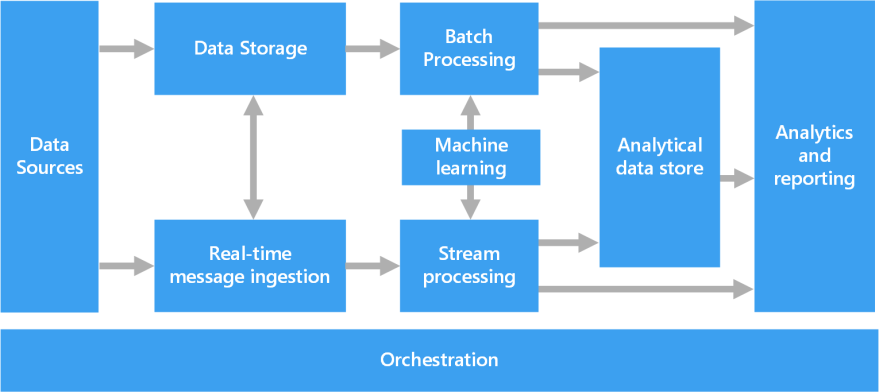 Data
Sources
Data Storage
Real-time
message ingestion
Batch
Processing
Machine
learning
Stream
processing
Analytical
data store
Analytics
and
reporting
Orchestration